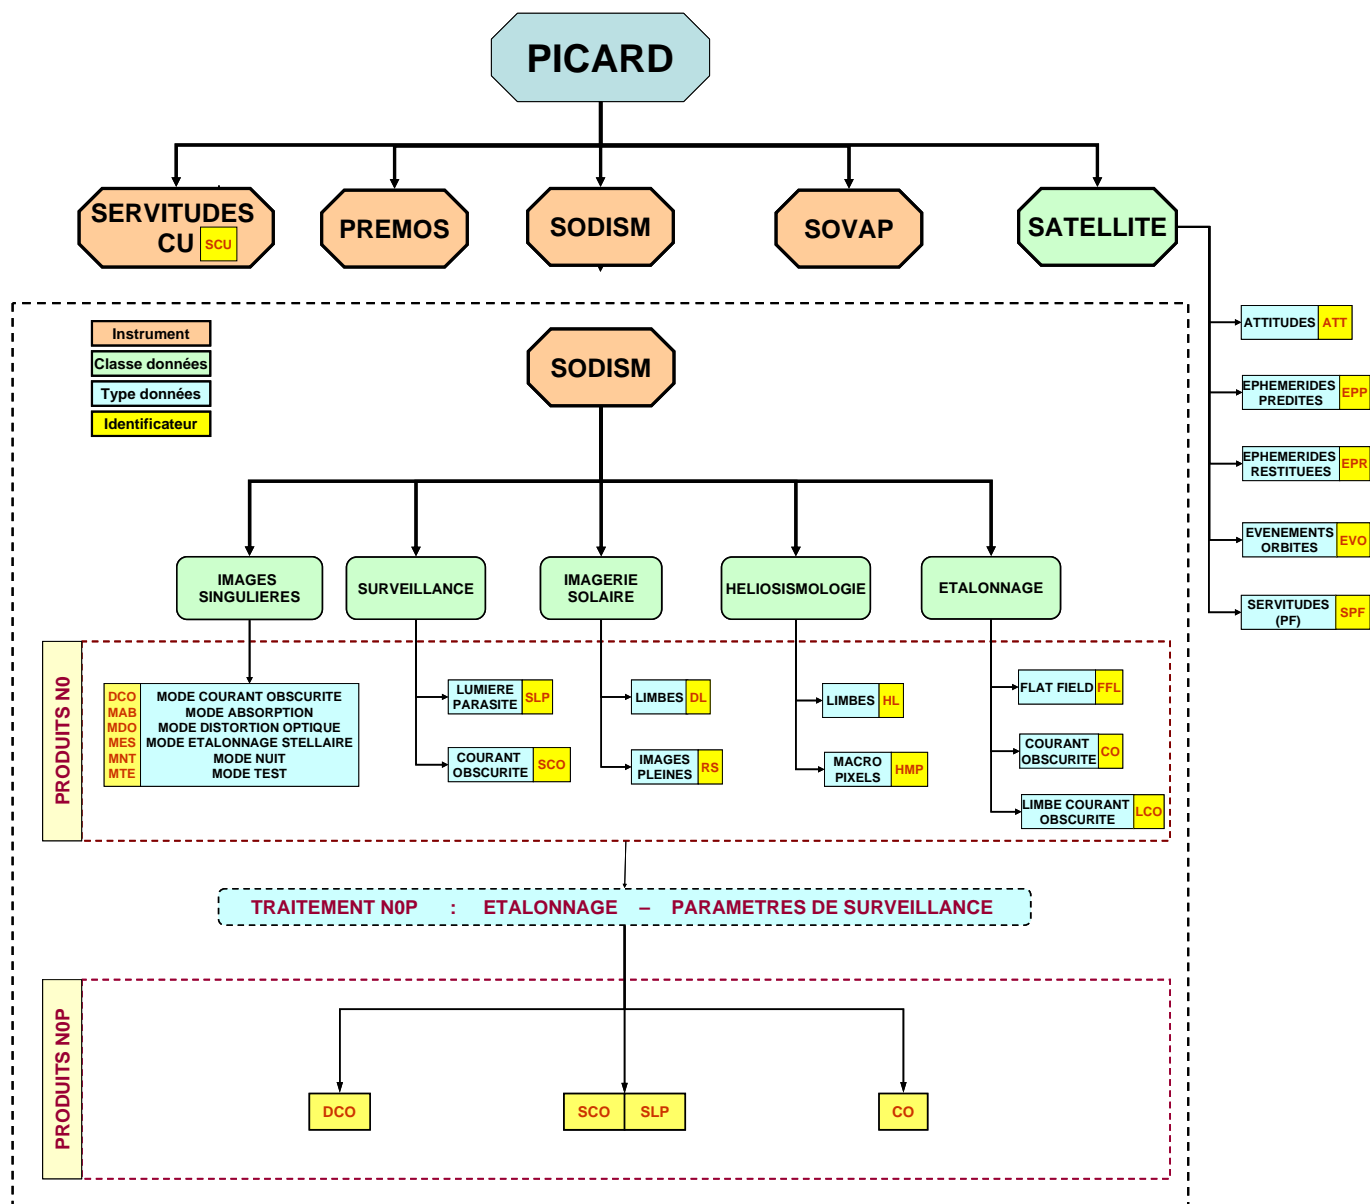 PICARD
SERVITUDES
CU SCU
PREMOS
SODISM
SOVAP
SATELLITE
ATTITUDES ATT
EPHEMERIDES
PREDITES
EPP
EPHEMERIDES
RESTITUEES
EPR
EVENEMENTS
ORBITES
EVO
SERVITUDES
(PF)
SPF
Instrument
Classe données
Type données
Identificateur
SODISM
IMAGES
SINGULIERES
SURVEILLANCE
IMAGERIE
SOLAIRE
HELIOSISMOLOGIE
ETALONNAGE
PRODUITS N0
DCO MODE COURANT OBSCURITE
MAB MODE ABSORPTION
MDO MODE DISTORTION OPTIQUE
MES MODE ETALONNAGE STELLAIRE
MNT MODE NUIT
MTE MODE TEST
LUMIERE
PARASITE
SLP
COURANT
OBSCURITE
SCO
LIMBES DL
IMAGES
PLEINES
RS
LIMBES HL
MACRO
PIXELS
HMP
FLAT FIELD FFL
COURANT
OBSCURITE
CO
LIMBE COURANT
OBSCURITE
LCO
TRAITEMENT N0P : ETALONNAGE – PARAMETRES DE SURVEILLANCE
PRODUITS N0P
DCO
SCO SLP
CO